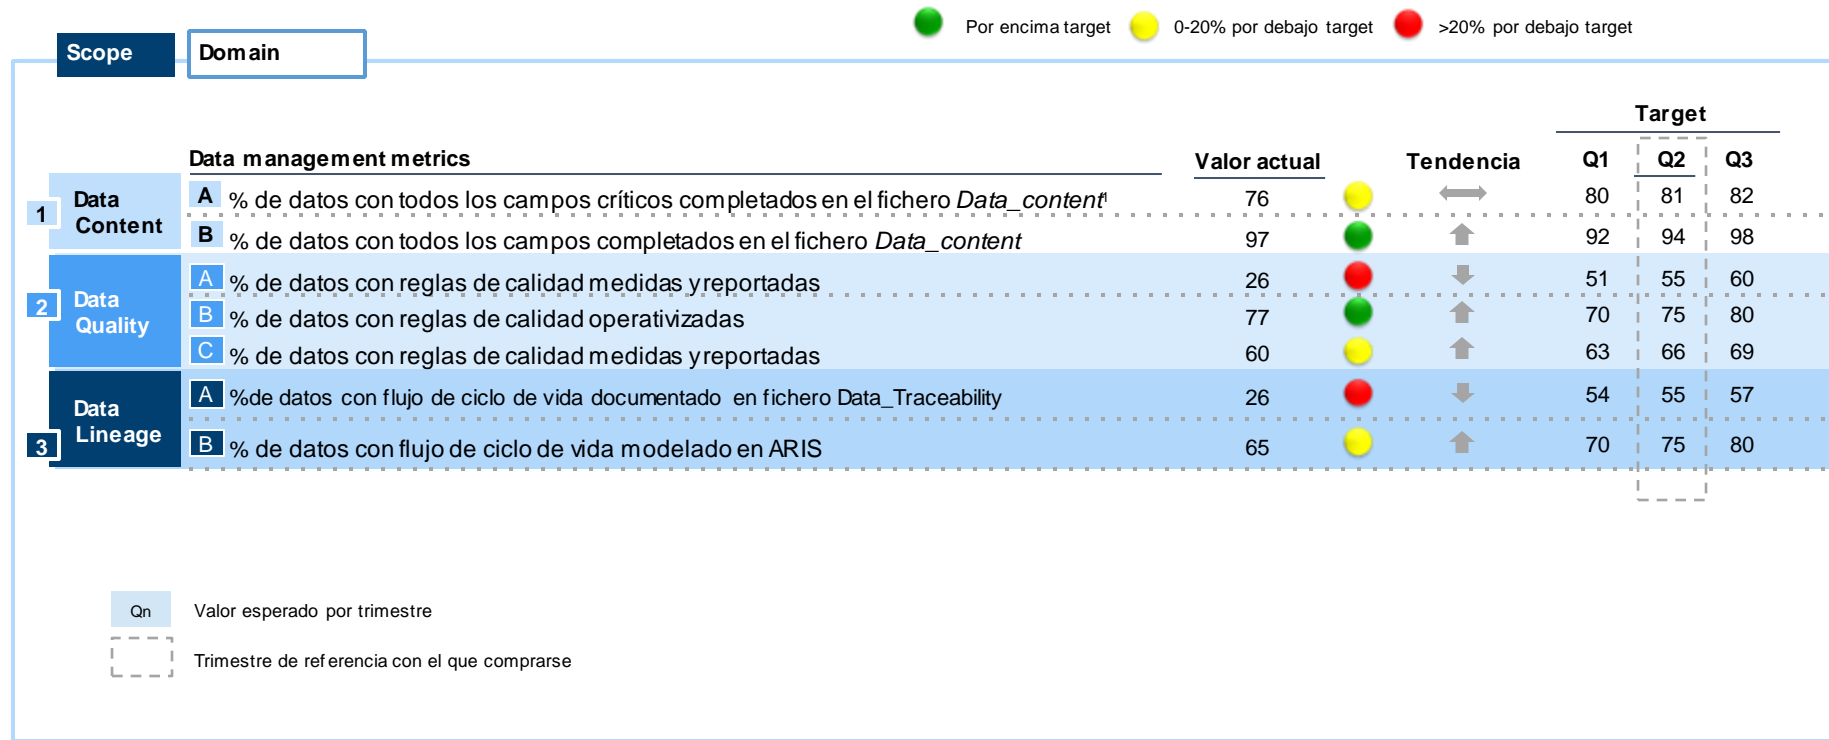 Por encima target 0-20% por debajo target >20% por debajo target
Scope Domain
Target
Data management metrics Valor actual Tendencia Q1 Q2 Q3
1 Data Content
A % de datos con todos los campos críticos completados en el fichero Data_content¹ 76 80 81 82
B % de datos con todos los campos completados en el fichero Data_content 97 92 94 98
2 Data Quality
A % de datos con reglas de calidad medidas y reportadas 26 51 55 60
B % de datos con reglas de calidad operativizadas 77 70 75 80
C % de datos con reglas de calidad medidas y reportadas 60 63 66 69
3 Data Lineage
A %de datos con flujo de ciclo de vida documentado en fichero Data_Traceability 26 54 55 57
B % de datos con flujo de ciclo de vida modelado en ARIS 65 70 75 80
Qn Valor esperado por trimestre
Trimestre de referencia con el que comprarse